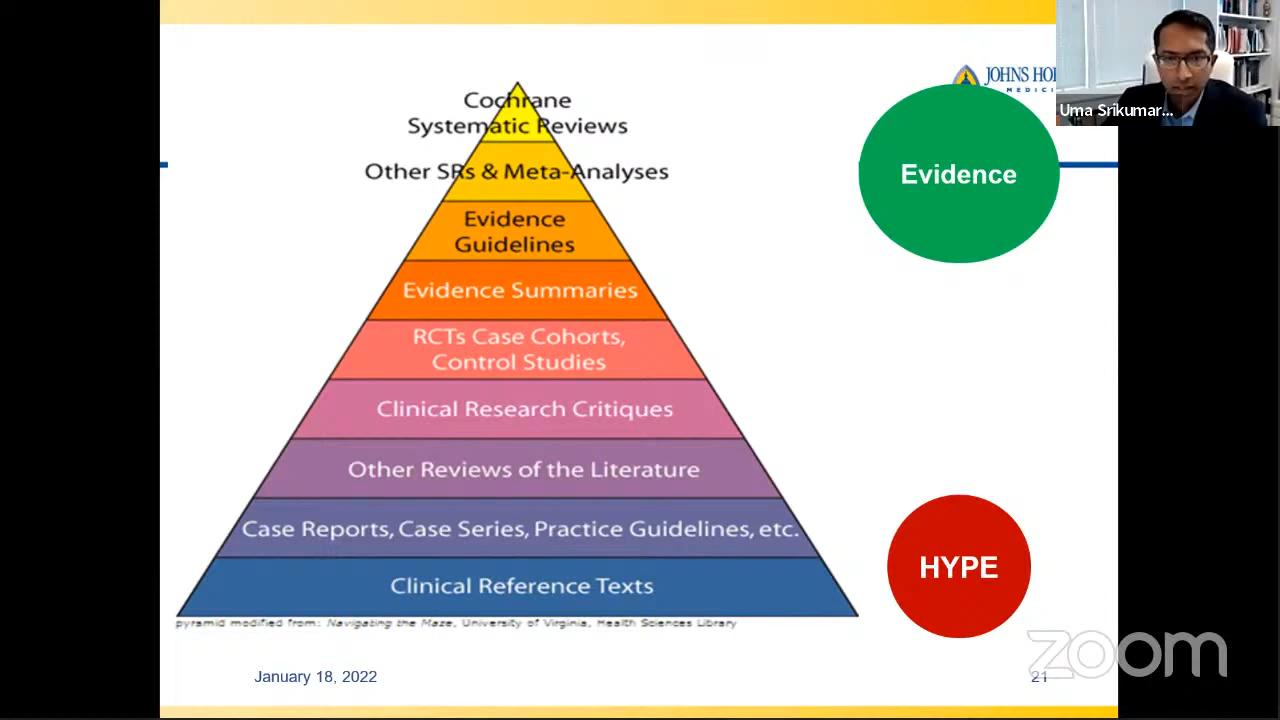 Cochrane
Systematic Reviews
Other SRs & Meta-Analyses
Evidence
Guidelines
Evidence Summaries
RCTs Case Cohorts,
Control Studies
Clinical Research Critiques
Other Reviews of the Literature
Case Reports, Case Series, Practice Guidelines, etc.
Clinical Reference Texts
pyramid modified from: Navigating the Maze, University of Virginia, Health Sciences Library
JOHNS HO
MEDICI
Uma Srikumar...
Evidence
HYPE
January 18, 2022
21
zoom